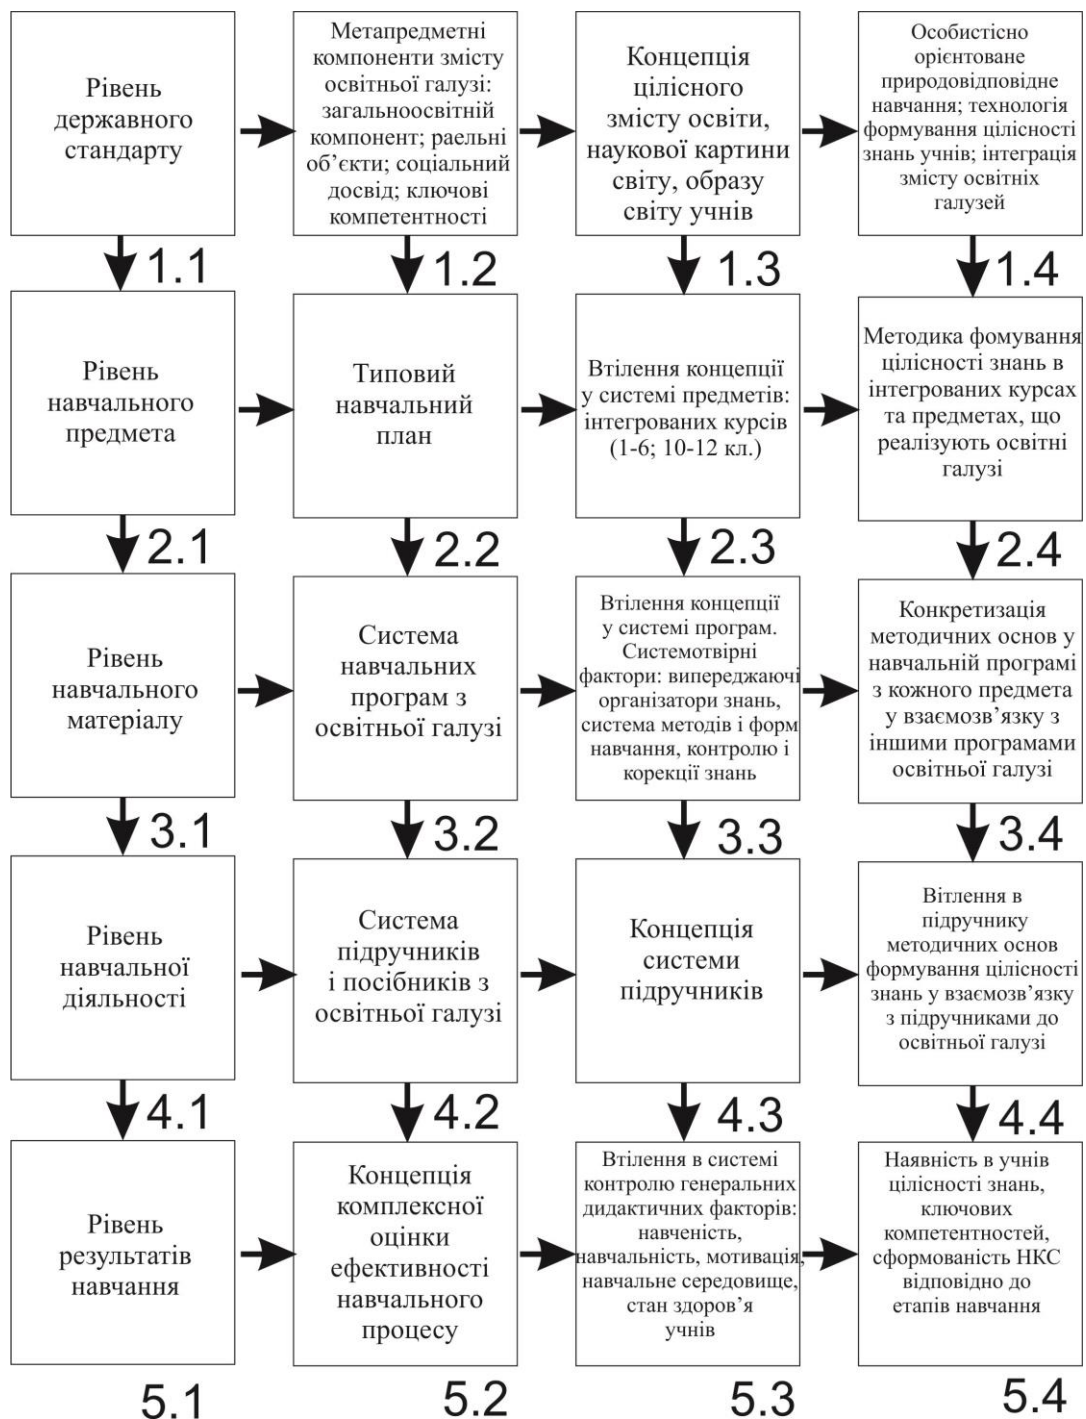 Рівень
державного
стандарту
Метапредметні
компоненти змісту
освітньої галузі:
загальноосвітній
компонент; раельні
об’єкти; соціальний
досвід; ключові
компетентності
Концепція
цілісного
змісту освіти,
наукової картини
світу, образу
світу учнів
Особистісно
орієнтоване
природовідповідне
навчання; технологія
формування цілісності
знань учнів; інтеграція
змісту освітніх
галузей
1.1
1.2
1.3
1.4
Рівень
навчального
предмета
Типовий
навчальний
план
Втілення концепції
у системі предметів:
інтегрованих курсів
(1-6; 10-12 кл.)
Методика фомування
цілісності знань в
інтегрованих курсах
та предметах, що
реалізують освітні
галузі
2.1
2.2
2.3
2.4
Рівень
навчального
матеріалу
Система
навчальних
програм з
освітньої галузі
Втілення концепції
у системі програм.
Системотвірні
фактори: випереджаючі
організатори знань,
система методів і форм
навчання, контролю і
корекції знань
Конкретизація
методичних основ у
навчальній програмі
з кожного предмета
у взаємозв’язку з
іншими програмами
освітньої галузі
3.1
3.2
3.3
3.4
Рівень
навчальної
діяльності
Система
підручників
і посібників з
освітньої галузі
Концепція
системи
підручників
Вітлення в
підручнику
методичних основ
формування цілісності
знань у взаємозв’язку
з підручниками до
освітньої галузі
4.1
4.2
4.3
4.4
Рівень
результатів
навчання
Концепція
комплексної
оцінки
ефективності
навчального
процесу
Втілення в системі
контролю генеральних
дидактичних факторів:
навченість,
навчальність, мотивація,
навчальне середовище,
стан здоров’я
учнів
Наявність в учнів
цілісності знань,
ключових
компетентностей,
сформованість НКС
відповідно до
етапів навчання
5.1
5.2
5.3
5.4